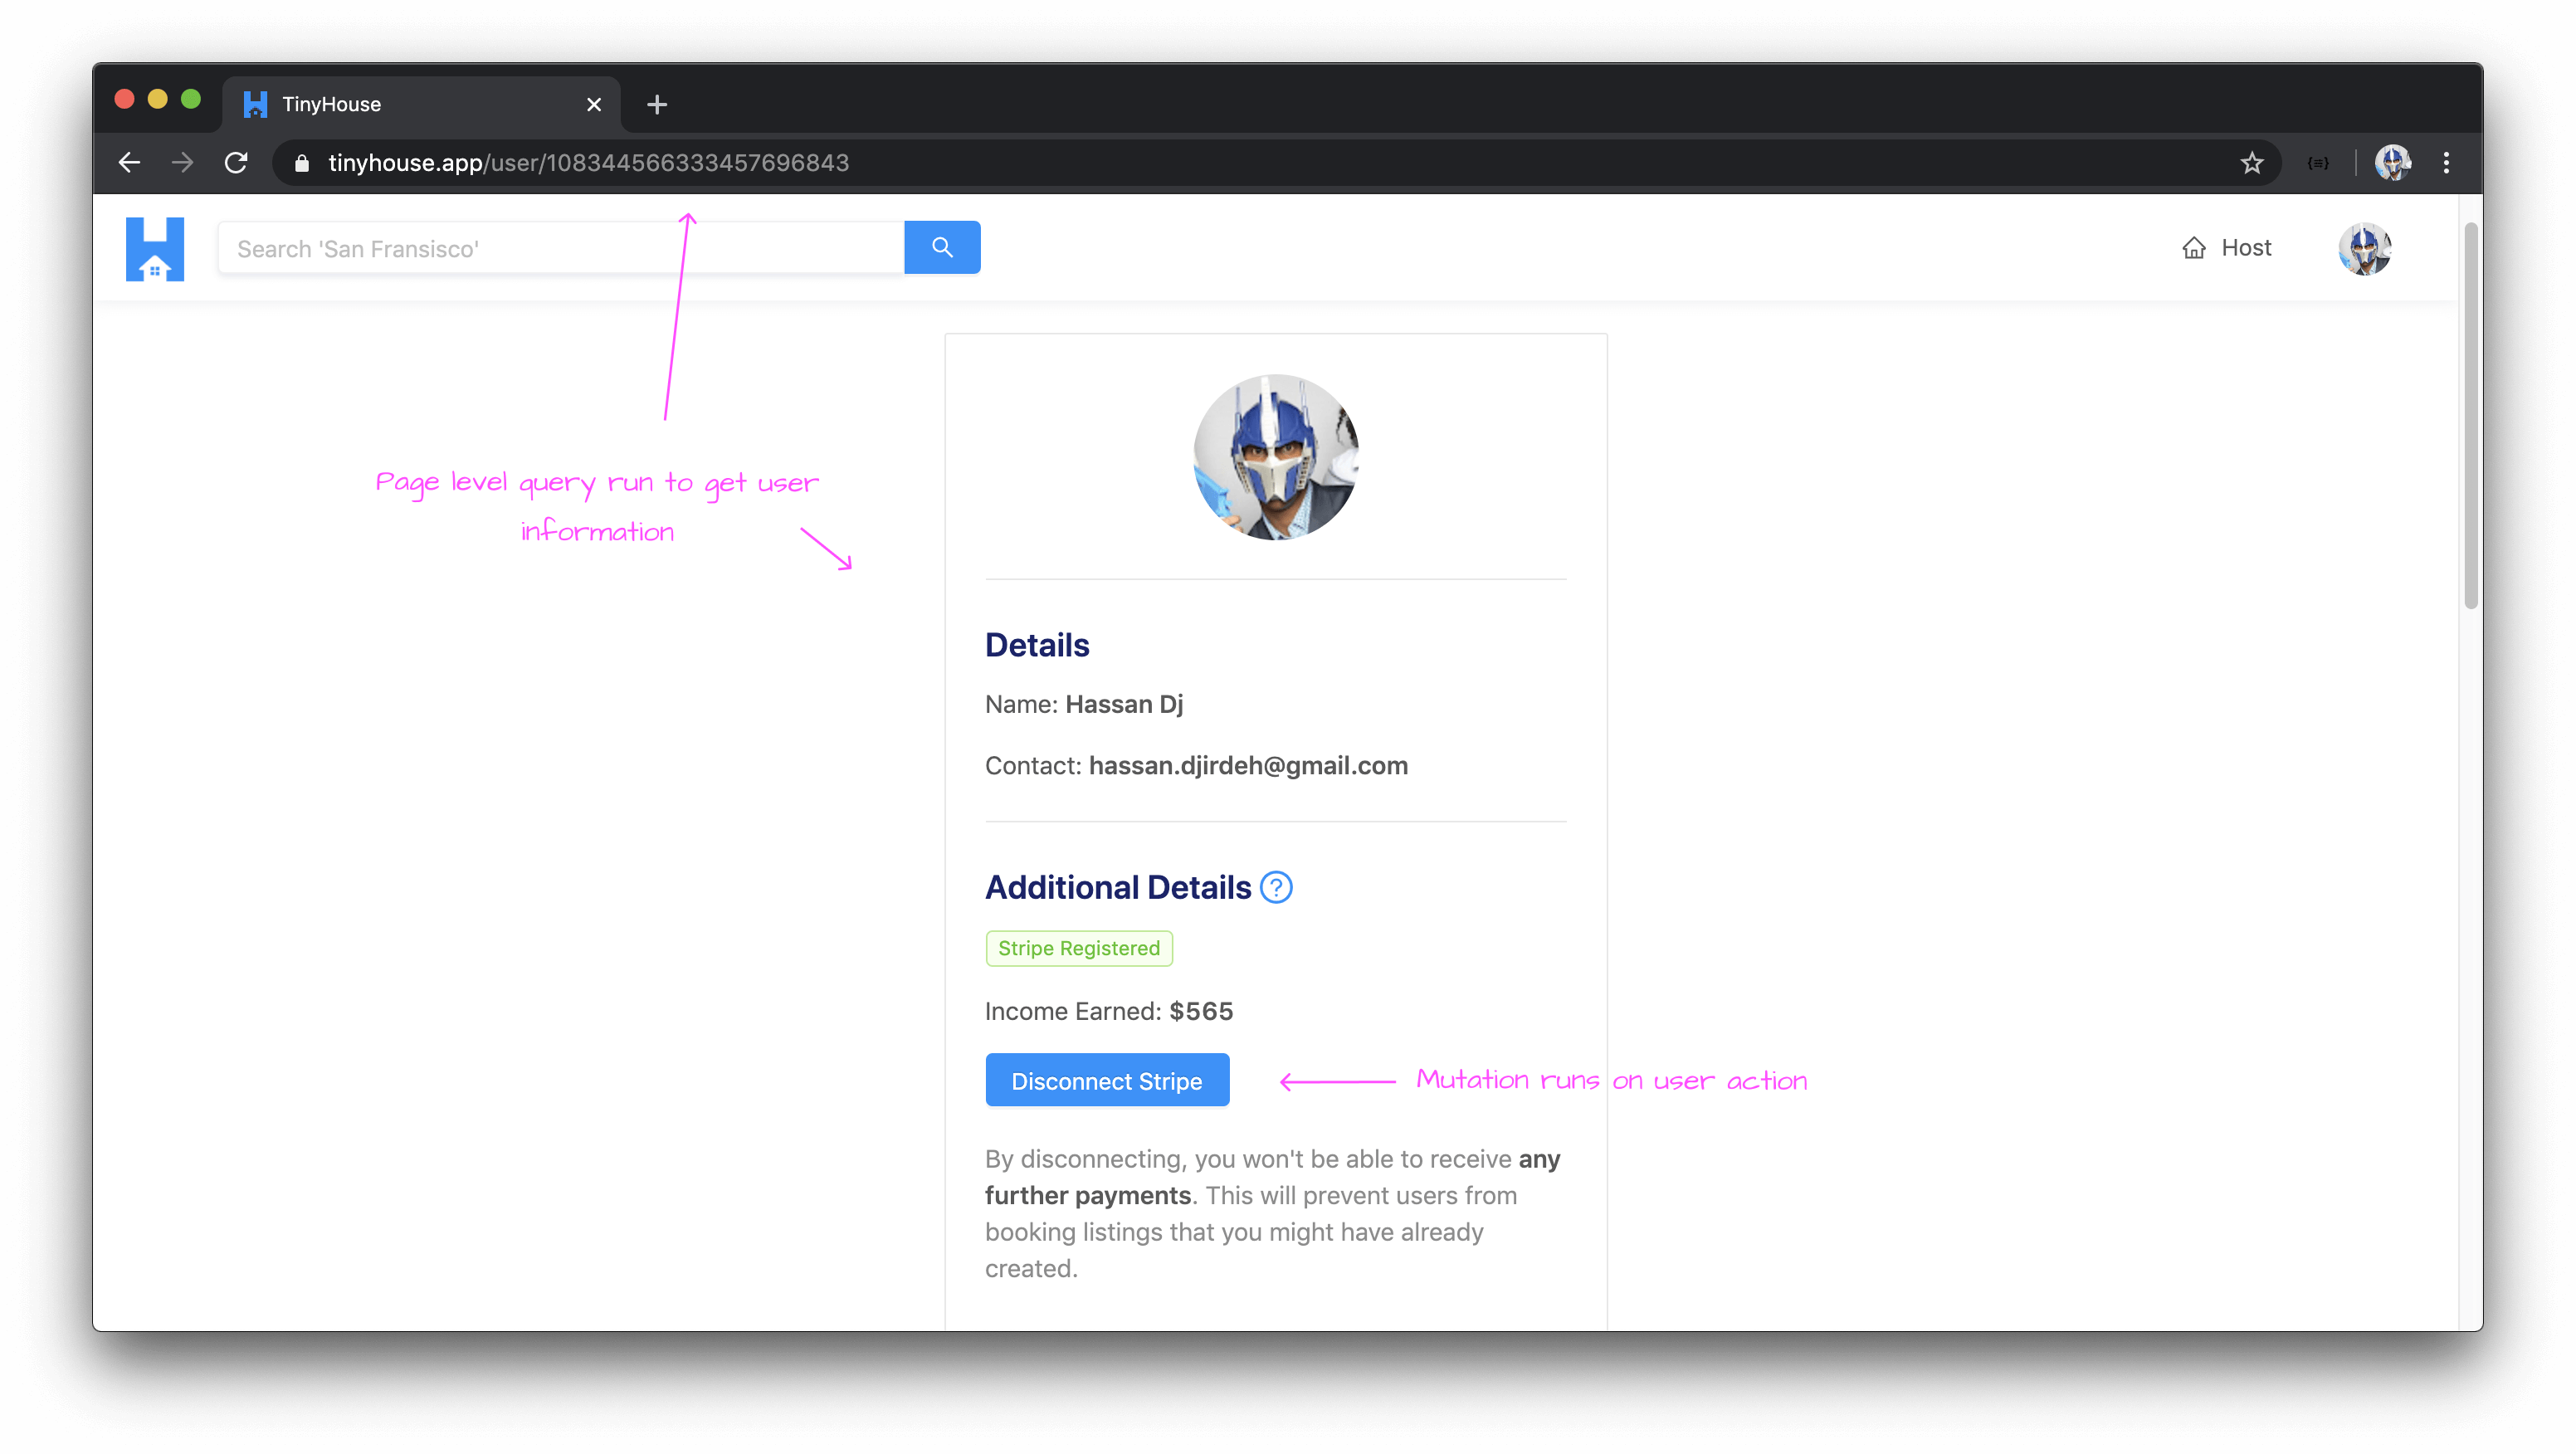 TinyHouse
tinyhouse.app/user/108344566333457696843
Search 'San Fransisco'
Host
Page level query run to get user
information
Details
Name: Hassan Dj
Contact: hassan.djirdeh@gmail.com
Additional Details
Stripe Registered
Income Earned: $565
Disconnect Stripe
Mutation runs on user action
By disconnecting, you won't be able to receive any
further payments. This will prevent users from
booking listings that you might have already
created.